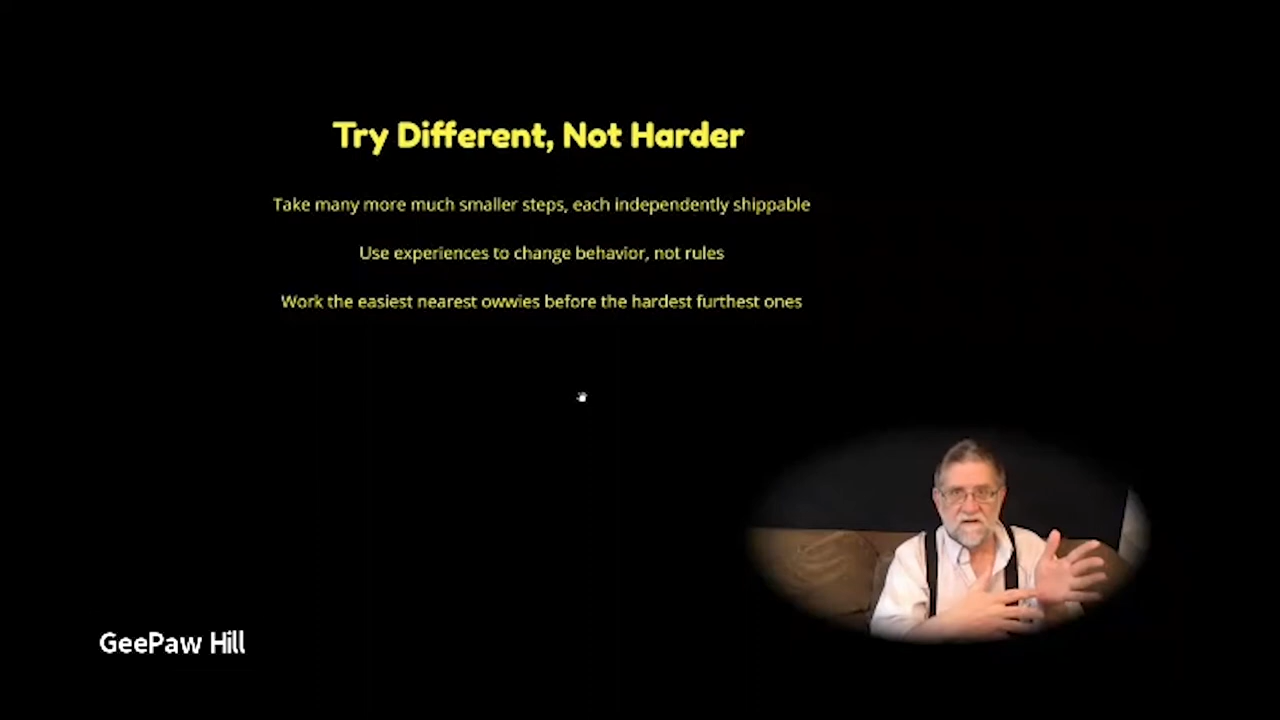 Try Different, Not Harder
Take many more much smaller steps, each independently shippable
Use experiences to change behavior, not rules
Work the easiest nearest owwies before the hardest furthest ones
GeePaw Hill